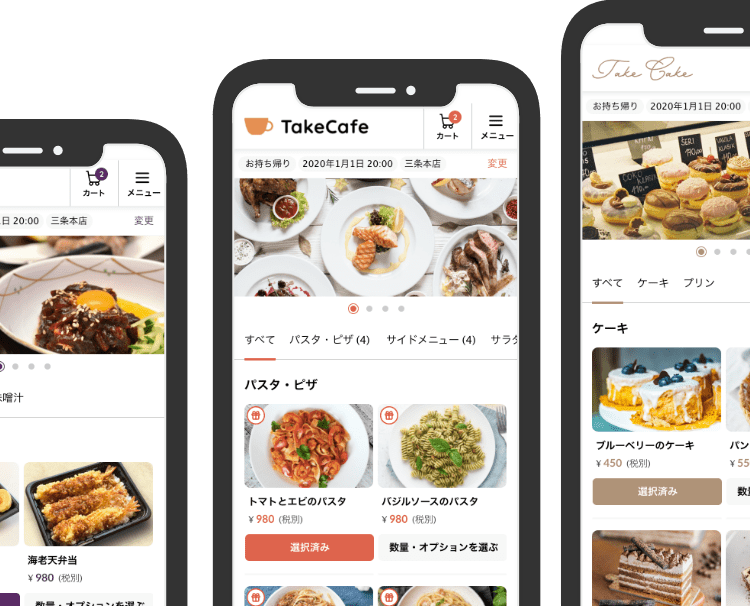 2
カート
メニュー
日 20:00 三条本店 変更
味噌汁
海老天弁当
¥ 980 (税別)
数量・オプションを選ぶ
TakeCafe
2
カート
メニュー
お持ち帰り 2020年1月1日 20:00 三条本店 変更
すべて パスタ・ピザ (4) サイドメニュー (4) サラダ
パスタ・ピザ
トマトとエビのパスタ
¥ 980 (税別)
選択済み
バジルソースのパスタ
¥ 980 (税別)
数量・オプションを選ぶ
Take Cake
お持ち帰り 2020年1月1日 20:00
すべて ケーキ プリン
ケーキ
ブルーベリーのケーキ
¥ 450 (税別)
選択済み
パン
¥ 55
数量